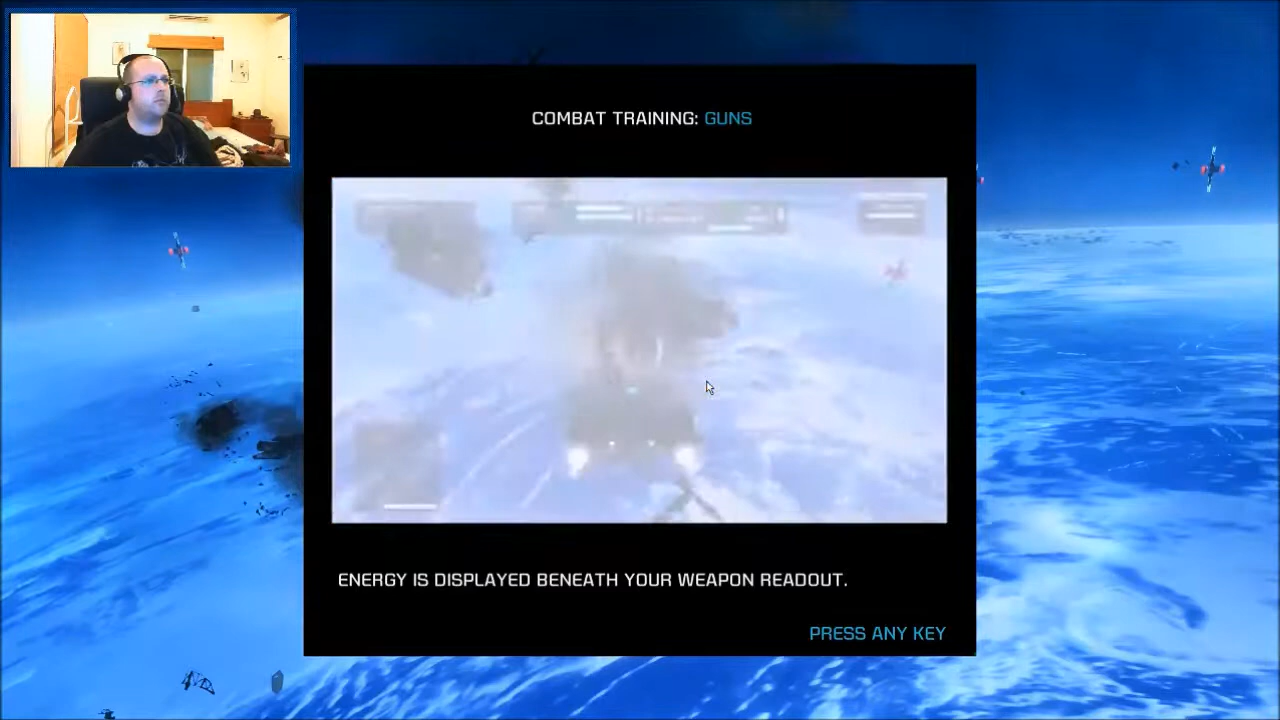 COMBAT TRAINING: GUNS
ENERGY IS DISPLAYED BENEATH YOUR WEAPON READOUT.
PRESS ANY KEY